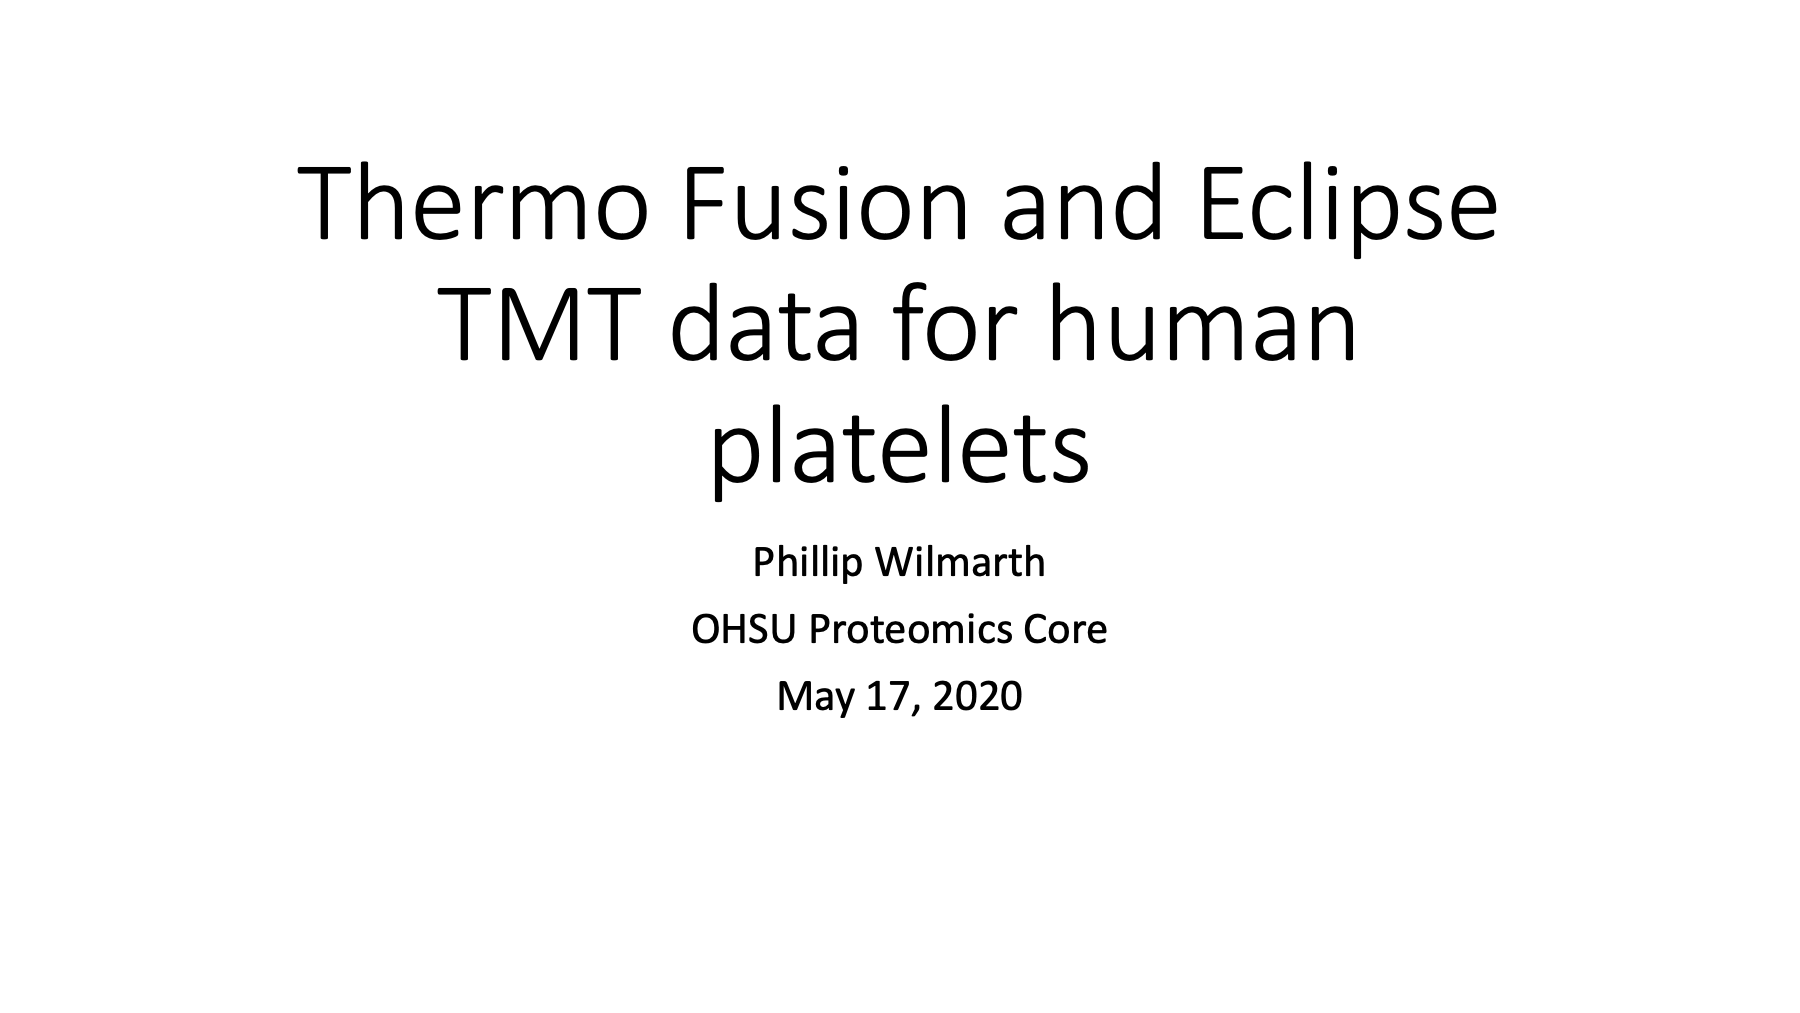 Thermo Fusion and Eclipse
TMT data for human
platelets
Phillip Wilmarth
OHSU Proteomics Core
May 17, 2020